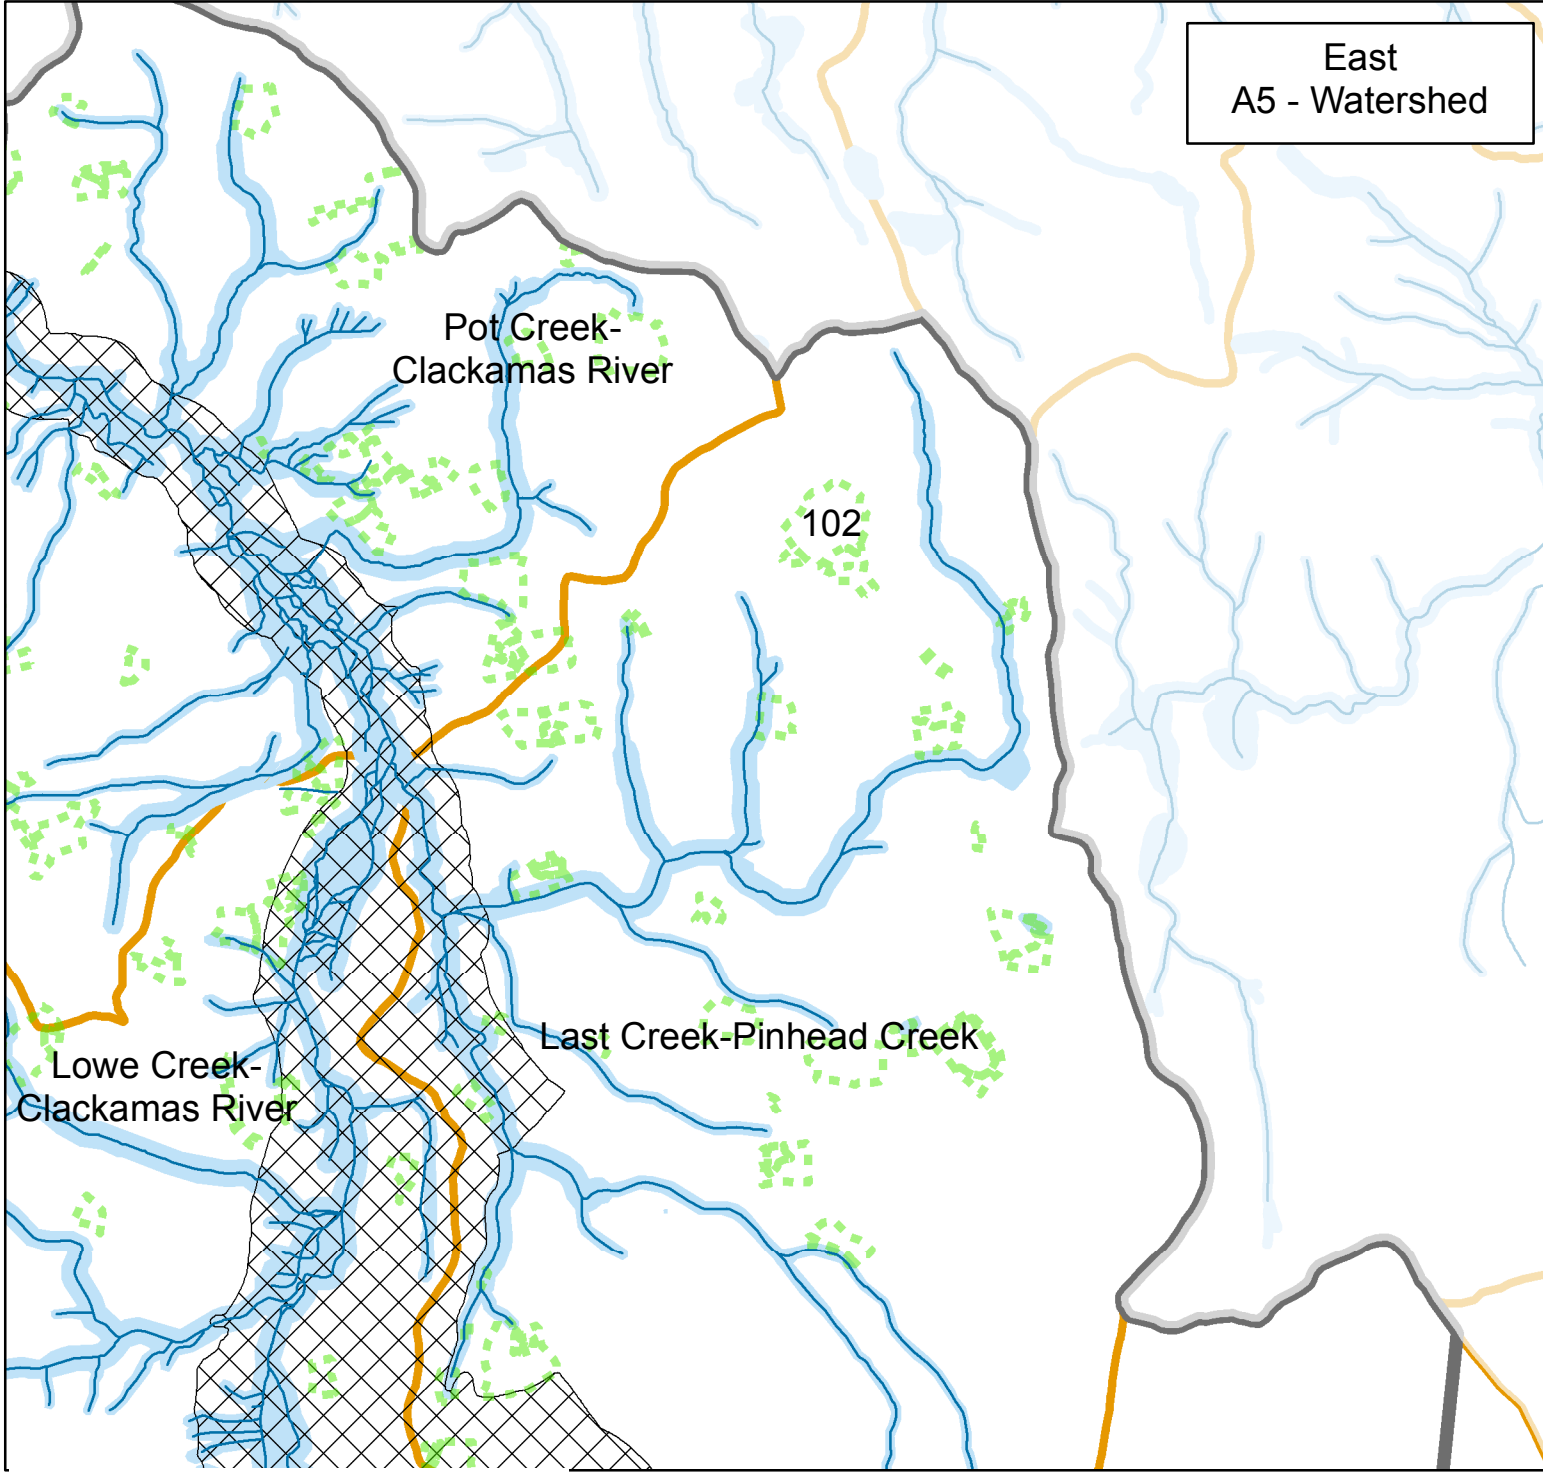 East
A5 - Watershed
Pot Creek-
Clackamas River
102
Last Creek-Pinhead Creek
Lowe Creek-
Clackamas River